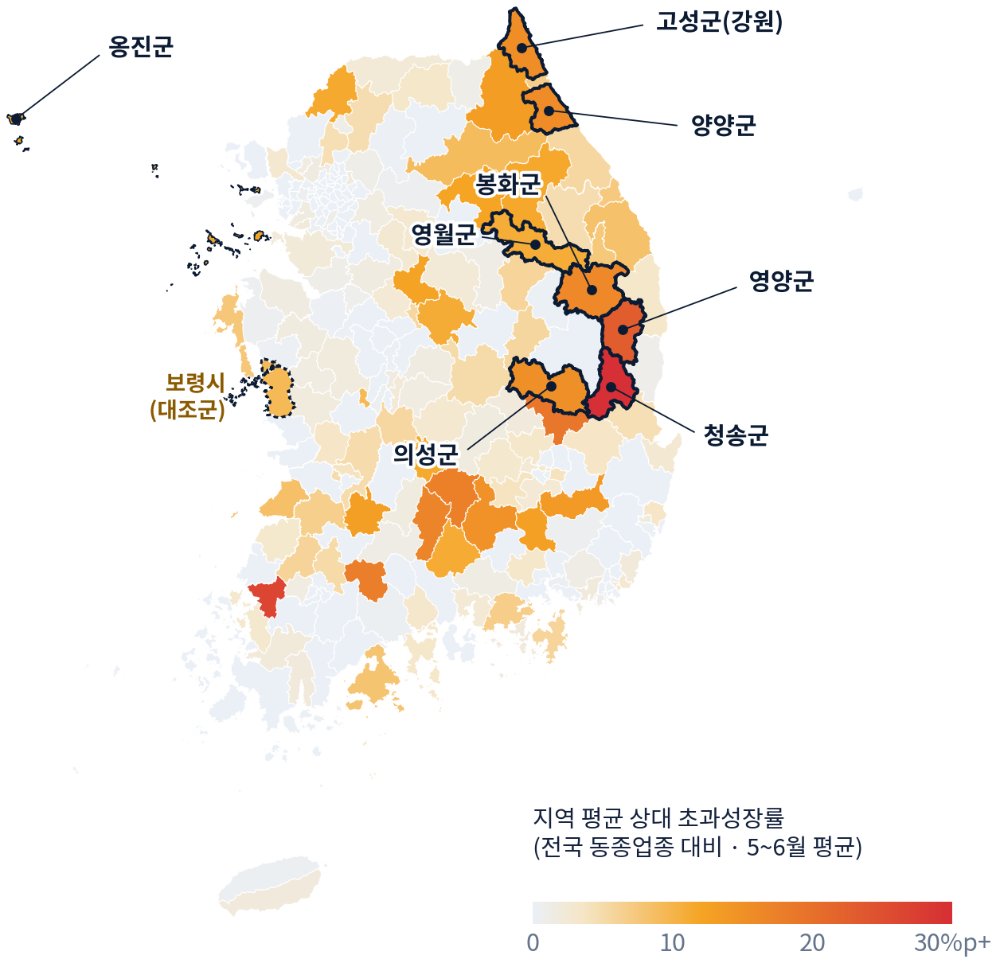 고성군(강원)
옹진군
양양군
봉화군
영월군
영양군
보령시
(대조군)
청송군
의성군
지역 평균 상대 초과성장률
(전국 동종업종 대비 · 5~6월 평균)
0 10 20 30%p+